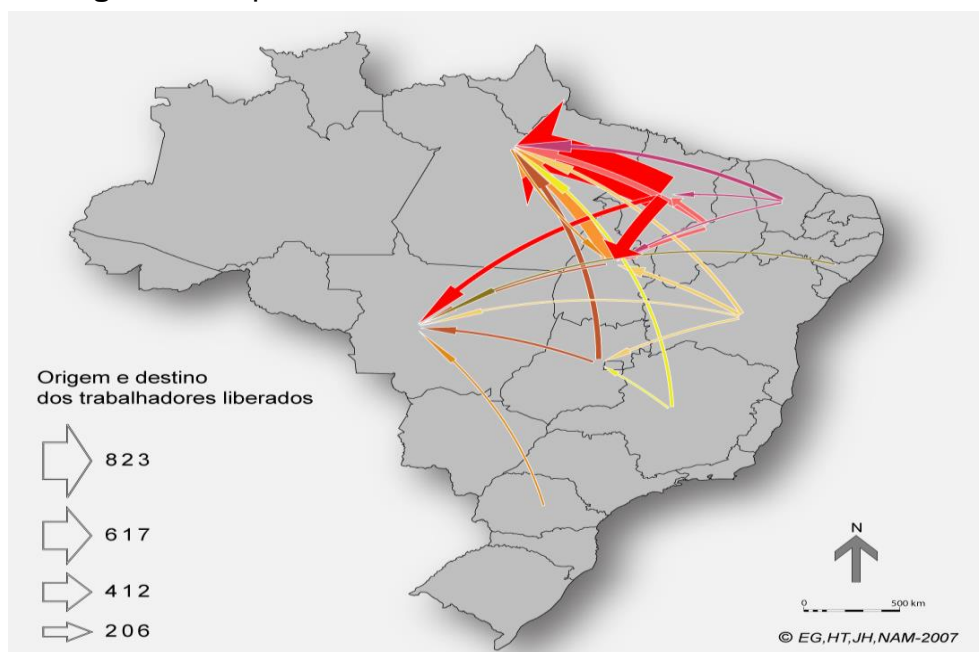 Origem e destino
dos trabalhadores liberados
823
617
412
206
N
0 500 km
© EG,HT,JH,NAM-2007